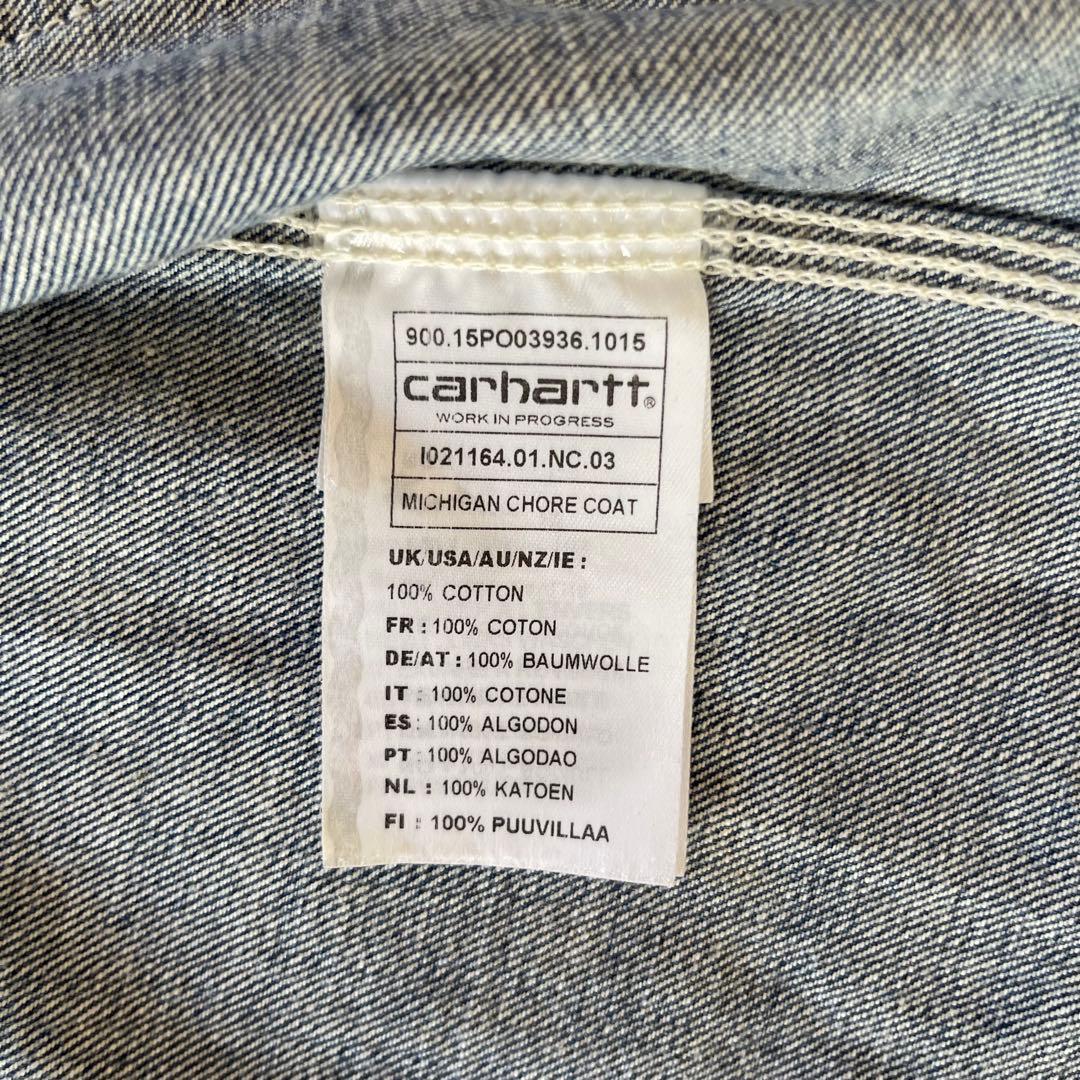 900.15PO03936.1015
carhartt®
WORK IN PROGRESS
I021164.01.NC.03
MICHIGAN CHORE COAT
UK/USA/AU/NZ/IE :
100% COTTON
FR : 100% COTON
DE/AT : 100% BAUMWOLLE
IT : 100% COTONE
ES : 100% ALGODON
PT : 100% ALGODAO
NL : 100% KATOEN
FI : 100% PUUVILLAA